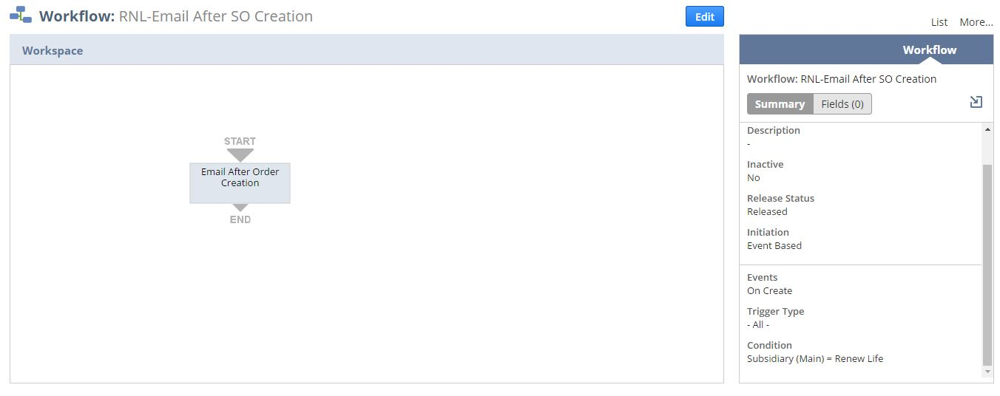 Workflow: RNL-Email After SO Creation
Edit
List More...
Workspace
START
Email After Order
Creation
END
Workflow
Workflow: RNL-Email After SO Creation
Summary Fields (0)
Description
-
Inactive
No
Release Status
Released
Initiation
Event Based
Events
On Create
Trigger Type
- All -
Condition
Subsidiary (Main) = Renew Life